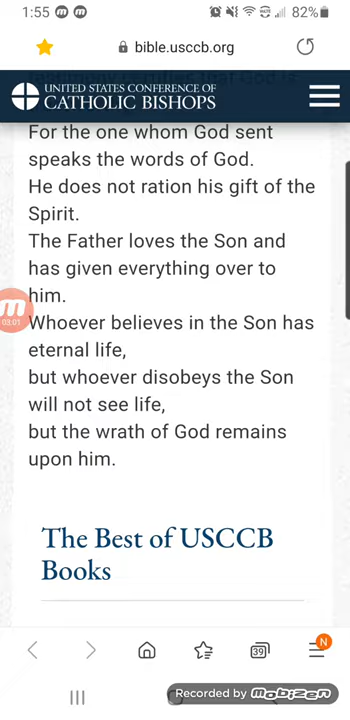 1:55 m m 82%
bible.usccb.org
UNITED STATES CONFERENCE OF
CATHOLIC BISHOPS
For the one whom God sent
speaks the words of God.
He does not ration his gift of the
Spirit.
The Father loves the Son and
has given everything over to
him.
m
03:01
Whoever believes in the Son has
eternal life,
but whoever disobeys the Son
will not see life,
but the wrath of God remains
upon him.
The Best of USCCB
Books
39
N
Recorded by mobizen